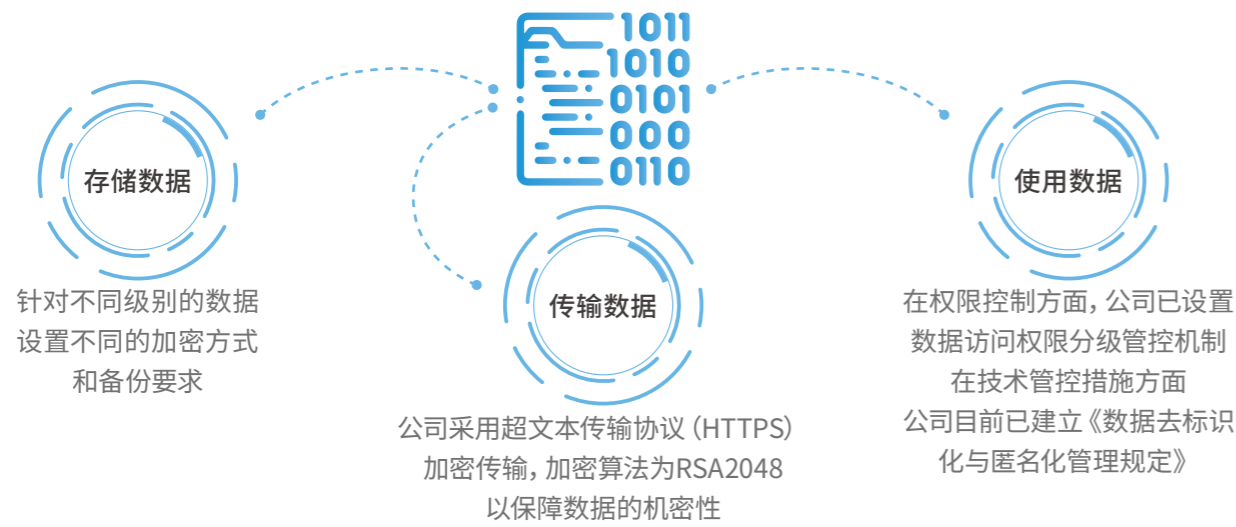 1011
1010
0101
000
0110
存储数据
针对不同级别的数据
设置不同的加密方式
和备份要求
传输数据
公司采用超文本传输协议（HTTPS）
加密传输，加密算法为RSA2048
以保障数据的机密性
使用数据
在权限控制方面，公司已设置
数据访问权限分级管控机制
在技术管控措施方面
公司目前已建立《数据去标识
化与匿名化管理规定》